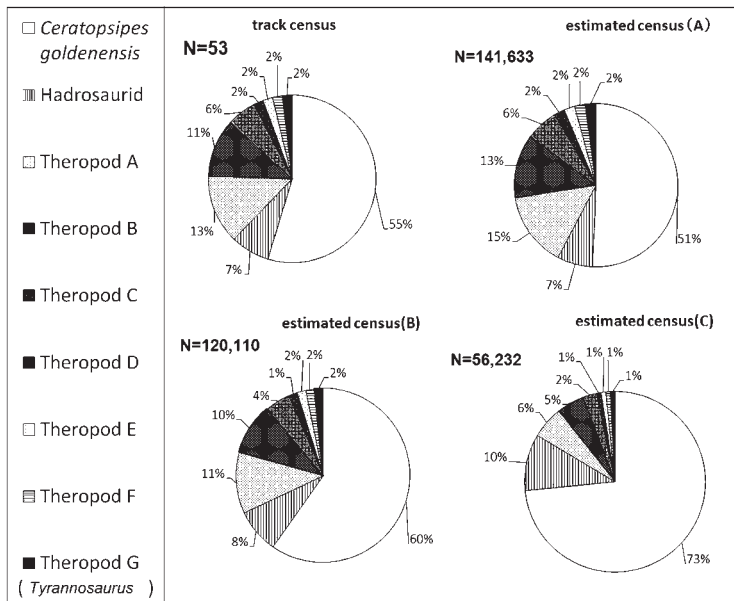 Ceratopsipes
goldenensis
Hadrosaurid
Theropod A
Theropod B
Theropod C
Theropod D
Theropod E
Theropod F
Theropod G
( Tyrannosaurus )
track census
N=53
2%
2%
2%
2%
6%
11%
13%
7%
55%
estimated census (A)
N=141,633
2%
2%
2%
2%
6%
13%
15%
7%
51%
estimated census(B)
N=120,110
2%
2%
1%
2%
4%
10%
11%
8%
60%
estimated census(C)
N=56,232
1%
1%
1%
1%
2%
5%
6%
10%
73%